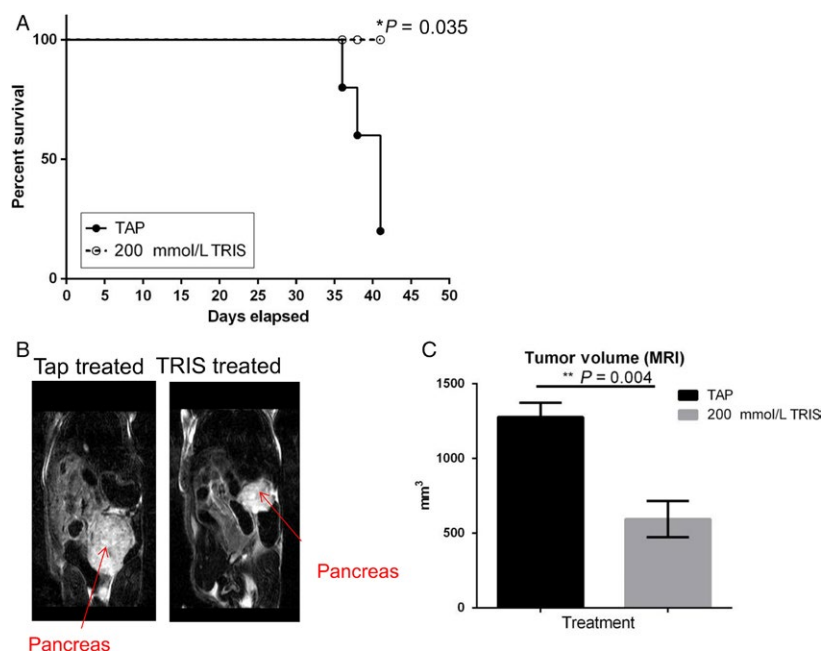 A
*P = 0.035
100
50
0
Percent survival
TAP
200 mmol/L TRIS
0 5 10 15 20 25 30 35 40 45 50
Days elapsed
B
Tap treated TRIS treated
Pancreas
Pancreas
C
Tumor volume (MRI)
** P = 0.004
TAP
200 mmol/L TRIS
1500
1000
500
0
mm³
Treatment